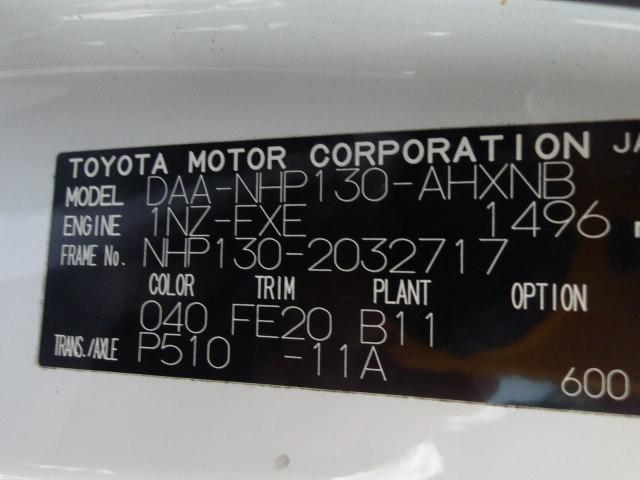 TOYOTA MOTOR CORPORATION JA
MODEL DAA-NHP130-AHXNB
ENGINE 1NZ-FXE 1496
FRAME No. NHP130-2032717
COLOR TRIM PLANT OPTION
040 FE20 B11
TRANS./AXLE P510 -11A
600